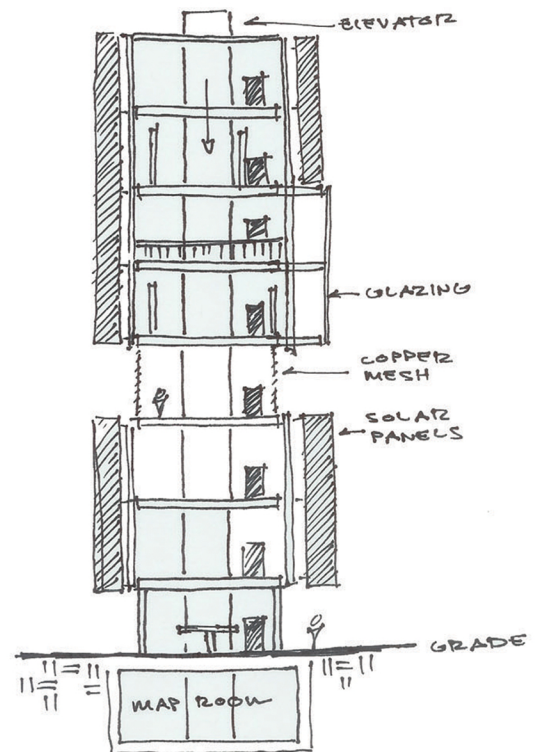 ELEVATOR
GLAZING
COPPER
MESH
SOLAR
PANELS
GRADE
MAP ROOM